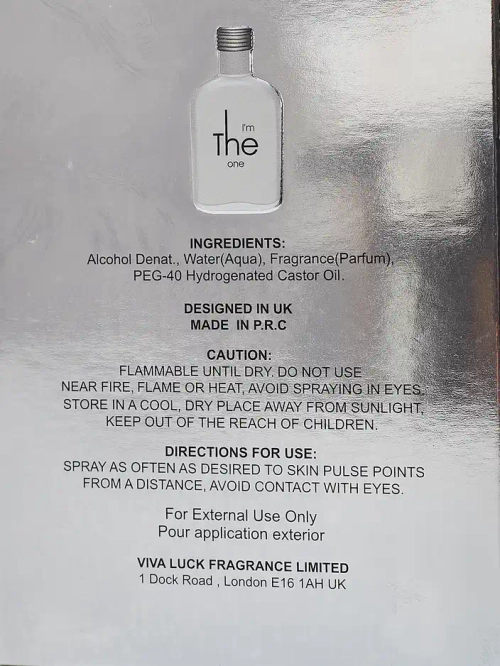 I'm
The
one
INGREDIENTS:
Alcohol Denat., Water(Aqua), Fragrance(Parfum),
PEG-40 Hydrogenated Castor Oil.
DESIGNED IN UK
MADE IN P.R.C
CAUTION:
FLAMMABLE UNTIL DRY. DO NOT USE
NEAR FIRE, FLAME OR HEAT, AVOID SPRAYING IN EYES.
STORE IN A COOL, DRY PLACE AWAY FROM SUNLIGHT,
KEEP OUT OF THE REACH OF CHILDREN.
DIRECTIONS FOR USE:
SPRAY AS OFTEN AS DESIRED TO SKIN PULSE POINTS
FROM A DISTANCE, AVOID CONTACT WITH EYES.
For External Use Only
Pour application exterior
VIVA LUCK FRAGRANCE LIMITED
1 Dock Road , London E16 1AH UK